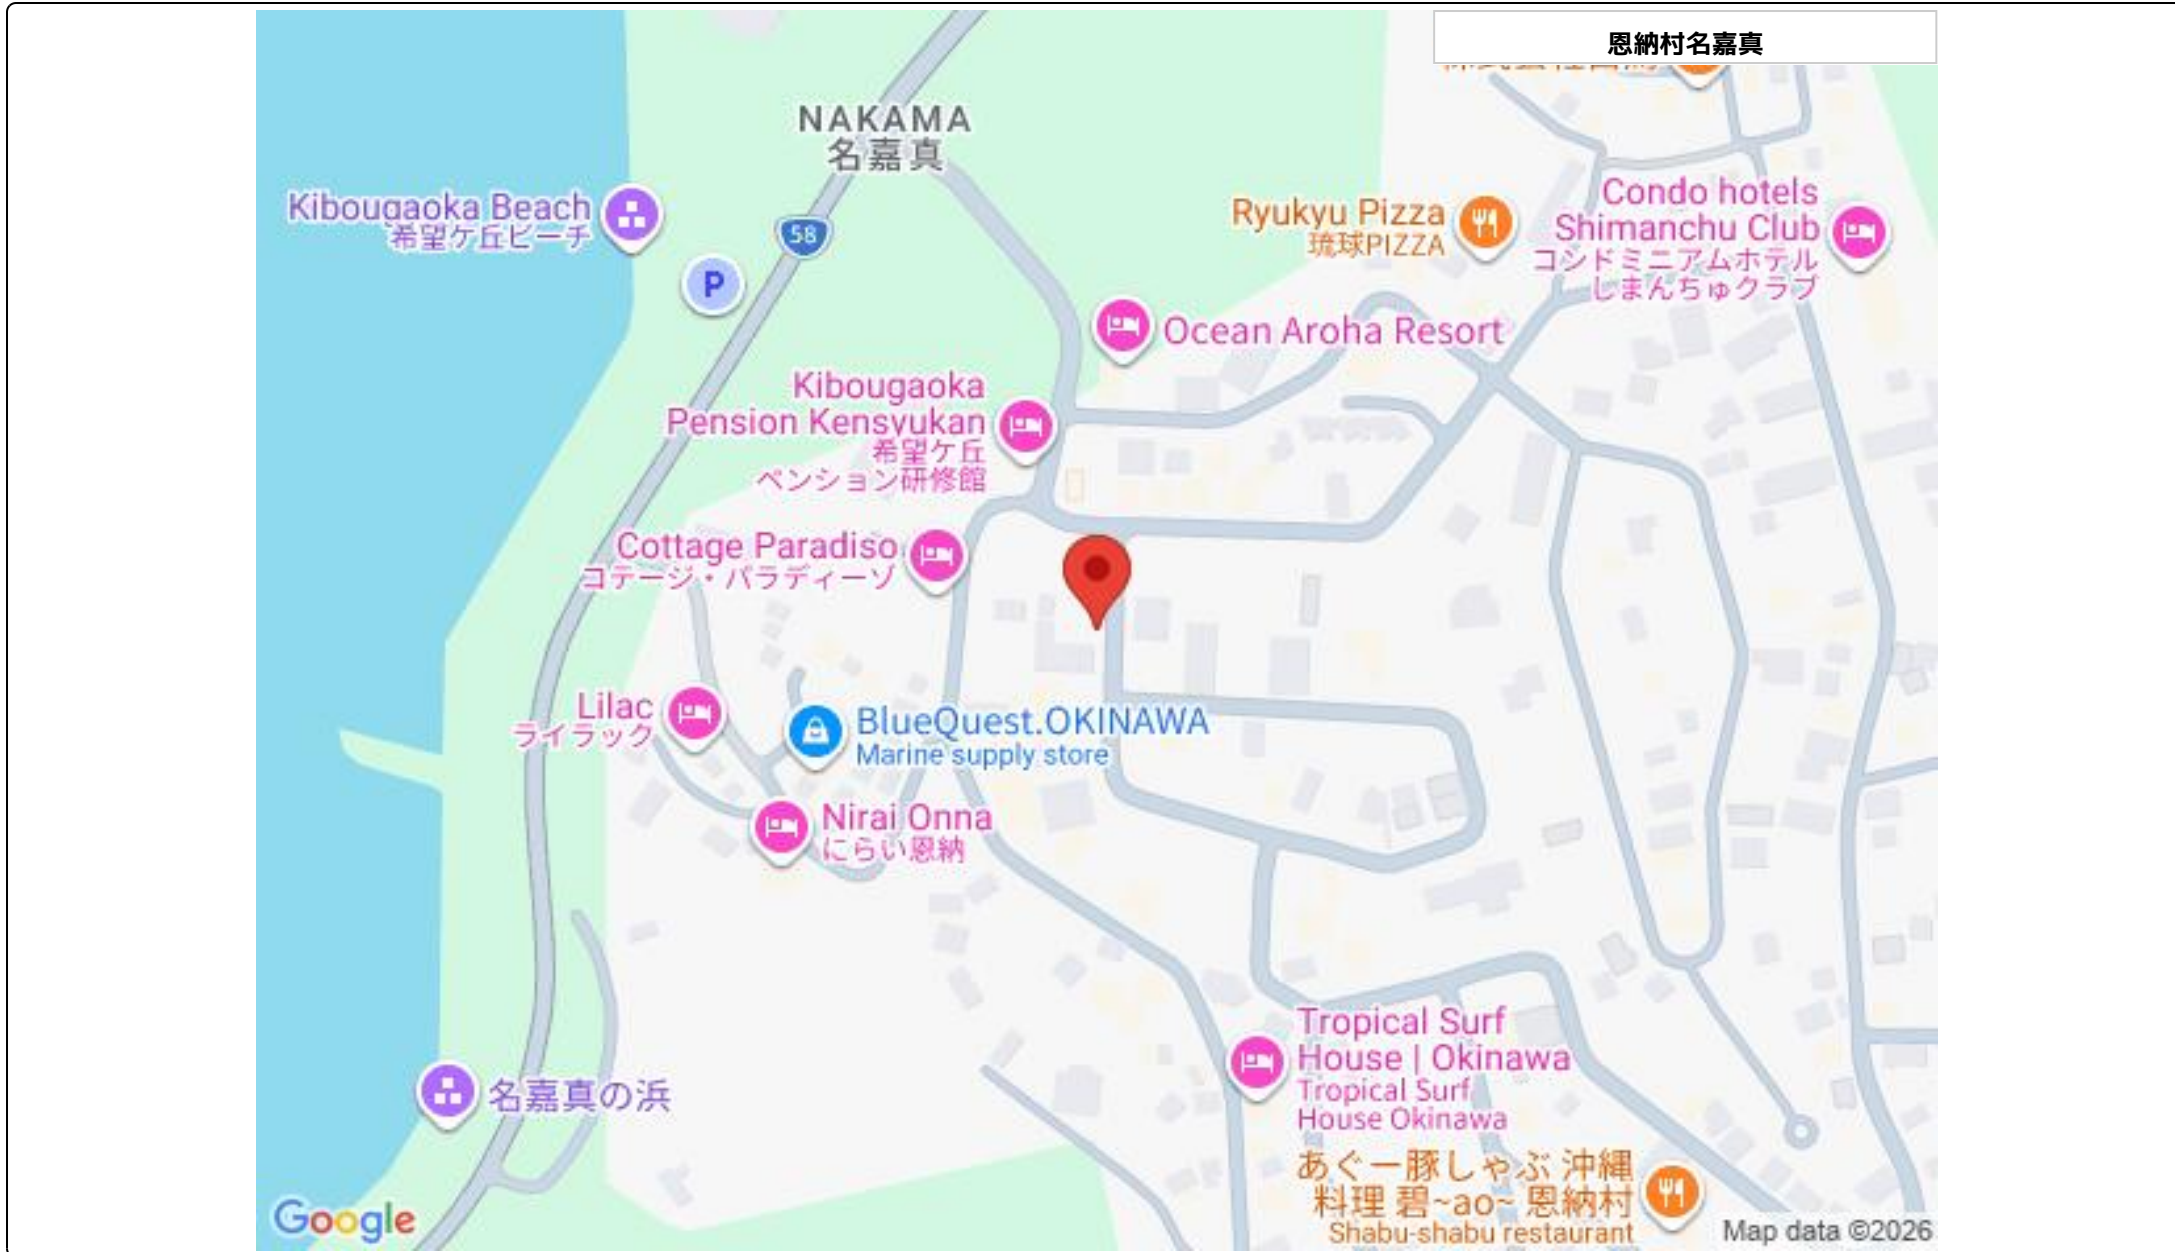 恩納村名嘉真
NAKAMA
名嘉真
Kibougaoka Beach
希望ケ丘ビーチ
58
P
Ryukyu Pizza
琉球PIZZA
Condo hotels
Shimanchu Club
コンドミニアムホテル
しまんちゅクラブ
Ocean Aroha Resort
Kibougaoka
Pension Kensyukan
希望ケ丘
ペンション研修館
Cottage Paradiso
コテージ・パラディーゾ
Lilac
ライラック
BlueQuest.OKINAWA
Marine supply store
Nirai Onna
にらい恩納
Tropical Surf
House | Okinawa
Tropical Surf
House Okinawa
名嘉真の浜
あぐー豚しゃぶ 沖縄
料理 碧~ao~ 恩納村
Shabu-shabu restaurant
Google
Map data ©2026